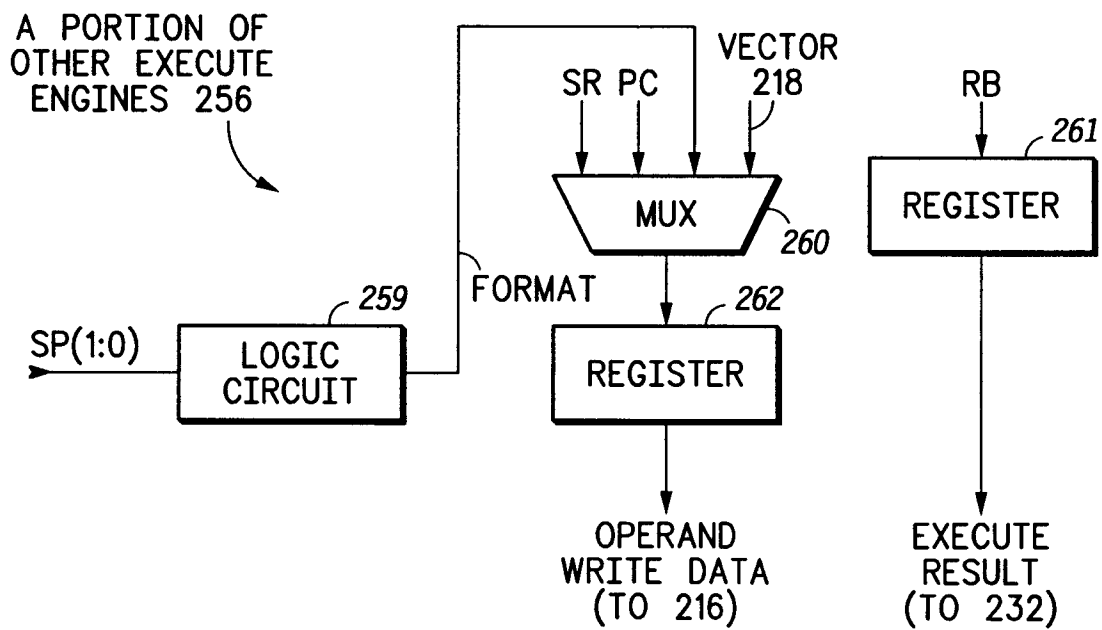 A PORTION OF
OTHER EXECUTE
ENGINES 256
VECTOR
218
SR PC
RB
261
REGISTER
MUX
260
FORMAT
259
262
SP(1:0)
LOGIC
CIRCUIT
REGISTER
OPERAND
WRITE DATA
(TO 216)
EXECUTE
RESULT
(TO 232)